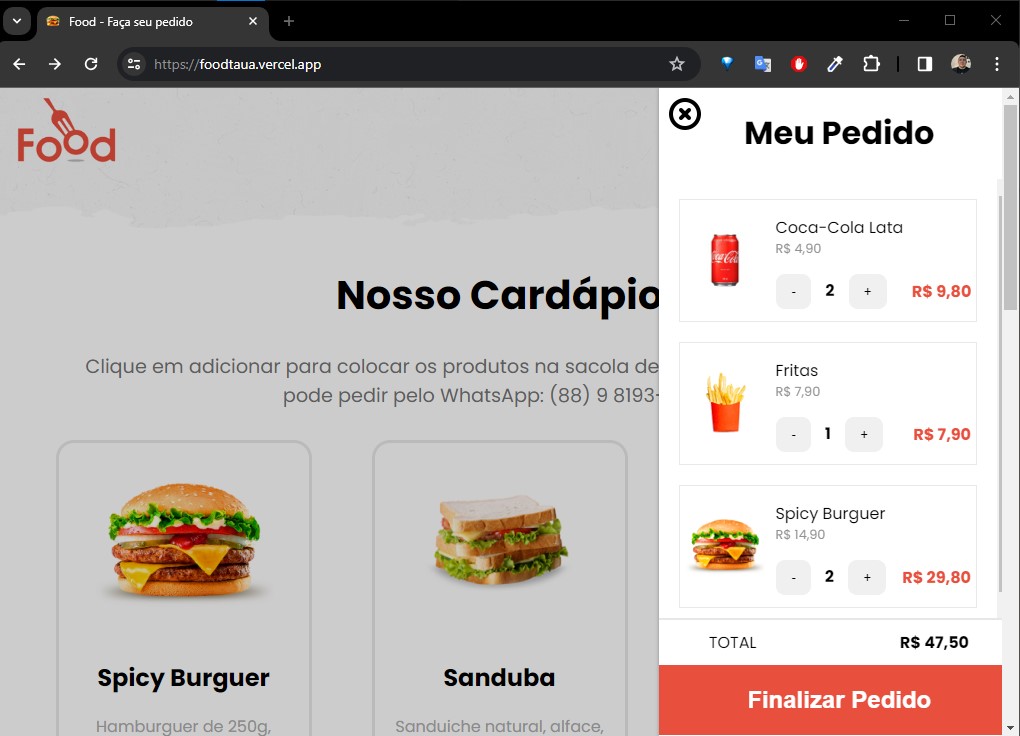 Food - Faça seu pedido
https://foodtaua.vercel.app
Food
Meu Pedido
Coca-Cola Lata
R$ 4,90
- 2 +
R$ 9,80
Fritas
R$ 7,90
- 1 +
R$ 7,90
Spicy Burguer
R$ 14,90
- 2 +
R$ 29,80
TOTAL R$ 47,50
Finalizar Pedido
Nosso Cardápio
Clique em adicionar para colocar os produtos na sacola de
pode pedir pelo WhatsApp: (88) 9 8193-
Spicy Burguer
Hamburguer de 250g,
Sanduba
Sanduiche natural, alface,